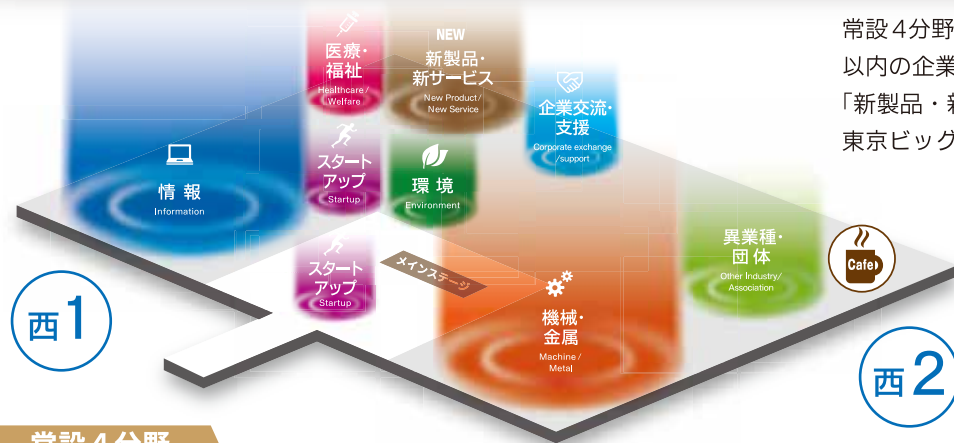 常設4分野
以内の企業
「新製品・新
東京ビッグ
医療・
福祉
Healthcare /
Welfare
NEW
新製品・
新サービス
New Product/
New Service
企業交流・
支援
Corporate exchange
/support
情 報
Information
スタート
アップ
Startup
環 境
Environment
スタート
アップ
Startup
メインステージ
異業種・
団体
Other Industry/
Association
Cafe
機械・
金属
Machine /
Metal
西1
西2
常設4分野